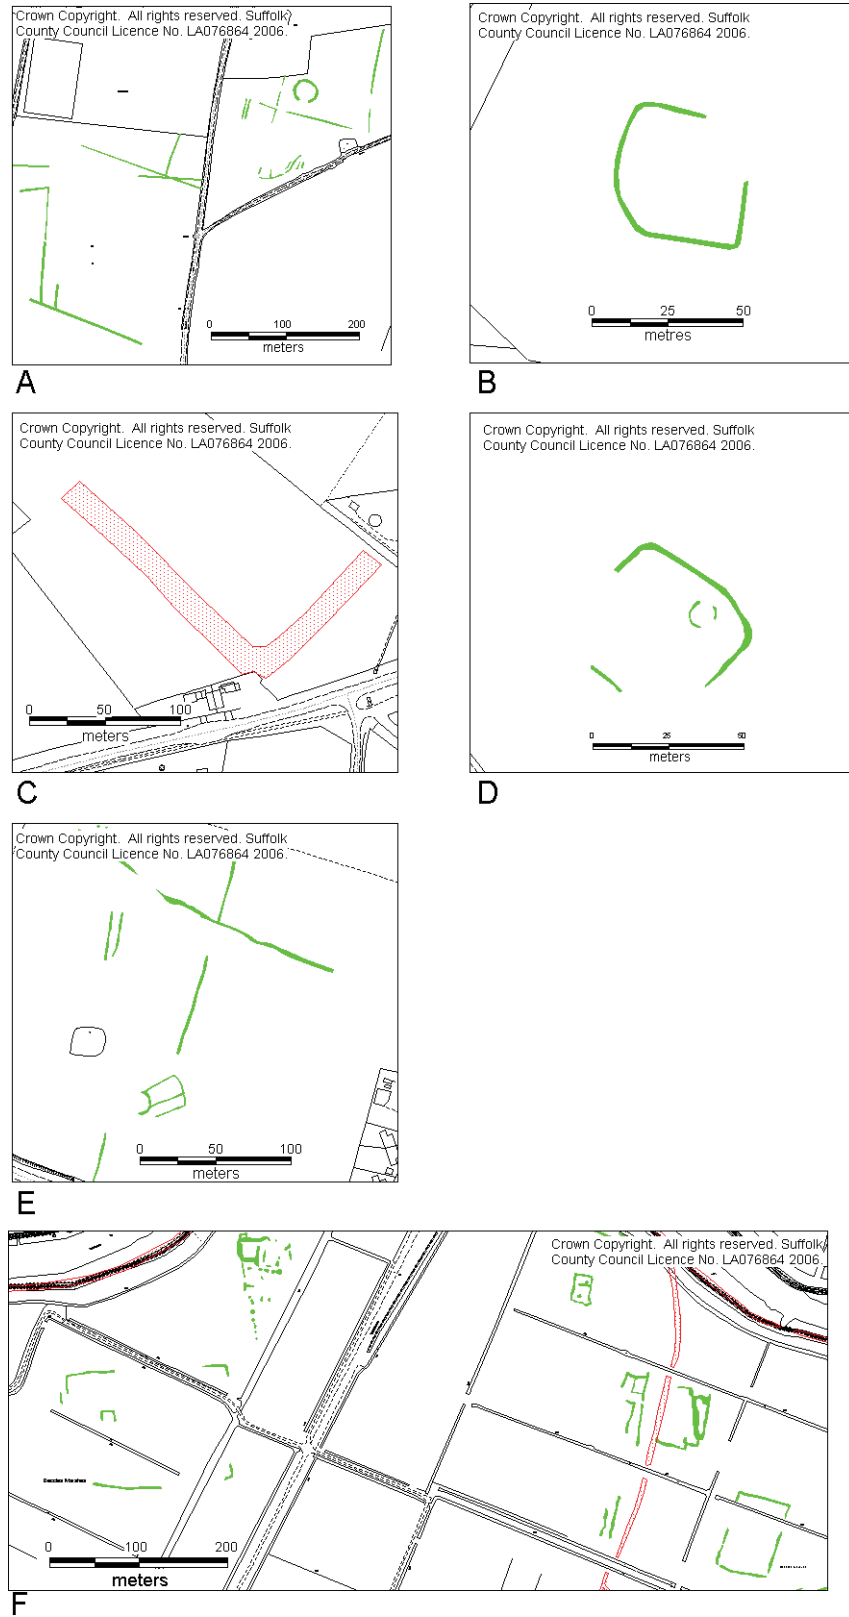 Crown Copyright. All rights reserved. Suffolk
County Council Licence No. LA076864 2006.
0 100 200
meters
A
Crown Copyright. All rights reserved. Suffolk
County Council Licence No. LA076864 2006.
0 25 50
metres
B
Crown Copyright. All rights reserved. Suffolk
County Council Licence No. LA076864 2006.
0 50 100
meters
C
Crown Copyright. All rights reserved. Suffolk
County Council Licence No. LA076864 2006.
0 25 50
meters
D
Crown Copyright. All rights reserved. Suffolk
County Council Licence No. LA076864 2006.
0 50 100
meters
E
Crown Copyright. All rights reserved. Suffolk
County Council Licence No. LA076864 2006.
0 100 200
meters
F